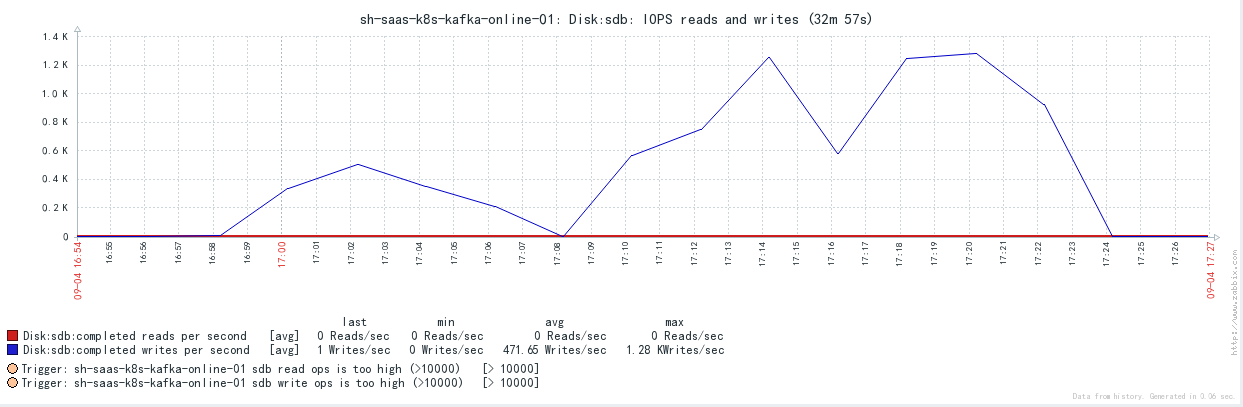 sh-saas-k8s-kafka-online-01: Disk:sdb: IOPS reads and writes (32m 57s)
1.4 K
1.2 K
1.0 K
0.8 K
0.6 K
0.4 K
0.2 K
0
09-04 16:54
16:55
16:56
16:57
16:58
16:59
17:00
17:01
17:02
17:03
17:04
17:05
17:06
17:07
17:08
17:09
17:10
17:11
17:12
17:13
17:14
17:15
17:16
17:17
17:18
17:19
17:20
17:21
17:22
17:23
17:24
17:25
17:26
09-04 17:27
last min avg max
Disk:sdb:completed reads per second [avg] 0 Reads/sec 0 Reads/sec 0 Reads/sec 0 Reads/sec
Disk:sdb:completed writes per second [avg] 1 Writes/sec 0 Writes/sec 471.65 Writes/sec 1.28 KWrites/sec
Trigger: sh-saas-k8s-kafka-online-01 sdb read ops is too high (>10000) [> 10000]
Trigger: sh-saas-k8s-kafka-online-01 sdb write ops is too high (>10000) [> 10000]
http://www.zabbix.com
Data from history. Generated in 0.06 sec.